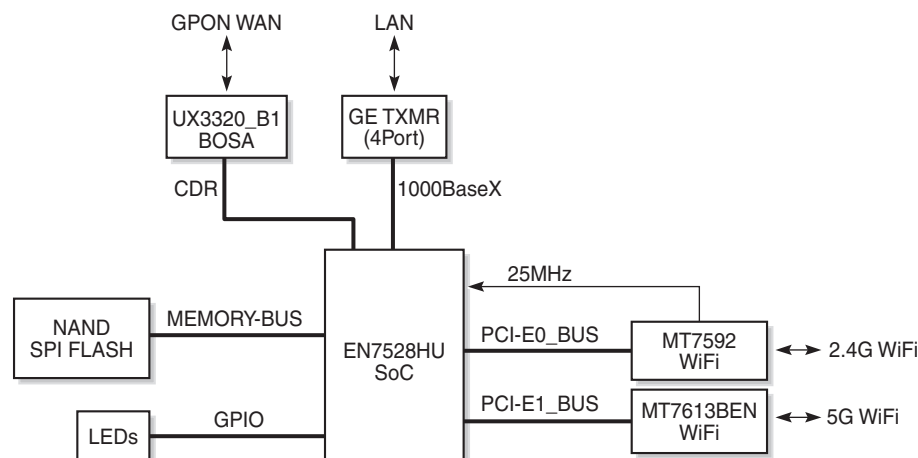 GPON WAN
LAN
UX3320_B1
BOSA
GE TXMR
(4Port)
CDR
1000BaseX
25MHz
NAND
SPI FLASH
MEMORY-BUS
EN7528HU
SoC
PCI-E0_BUS
MT7592
WiFi
2.4G WiFi
PCI-E1_BUS
MT7613BEN
WiFi
5G WiFi
LEDs
GPIO